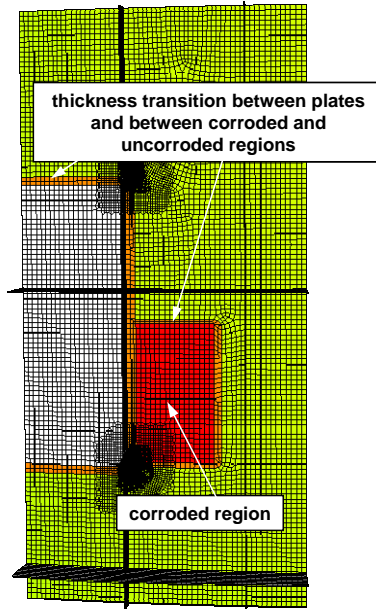 thickness transition between plates
and between corroded and
uncorroded regions
corroded region